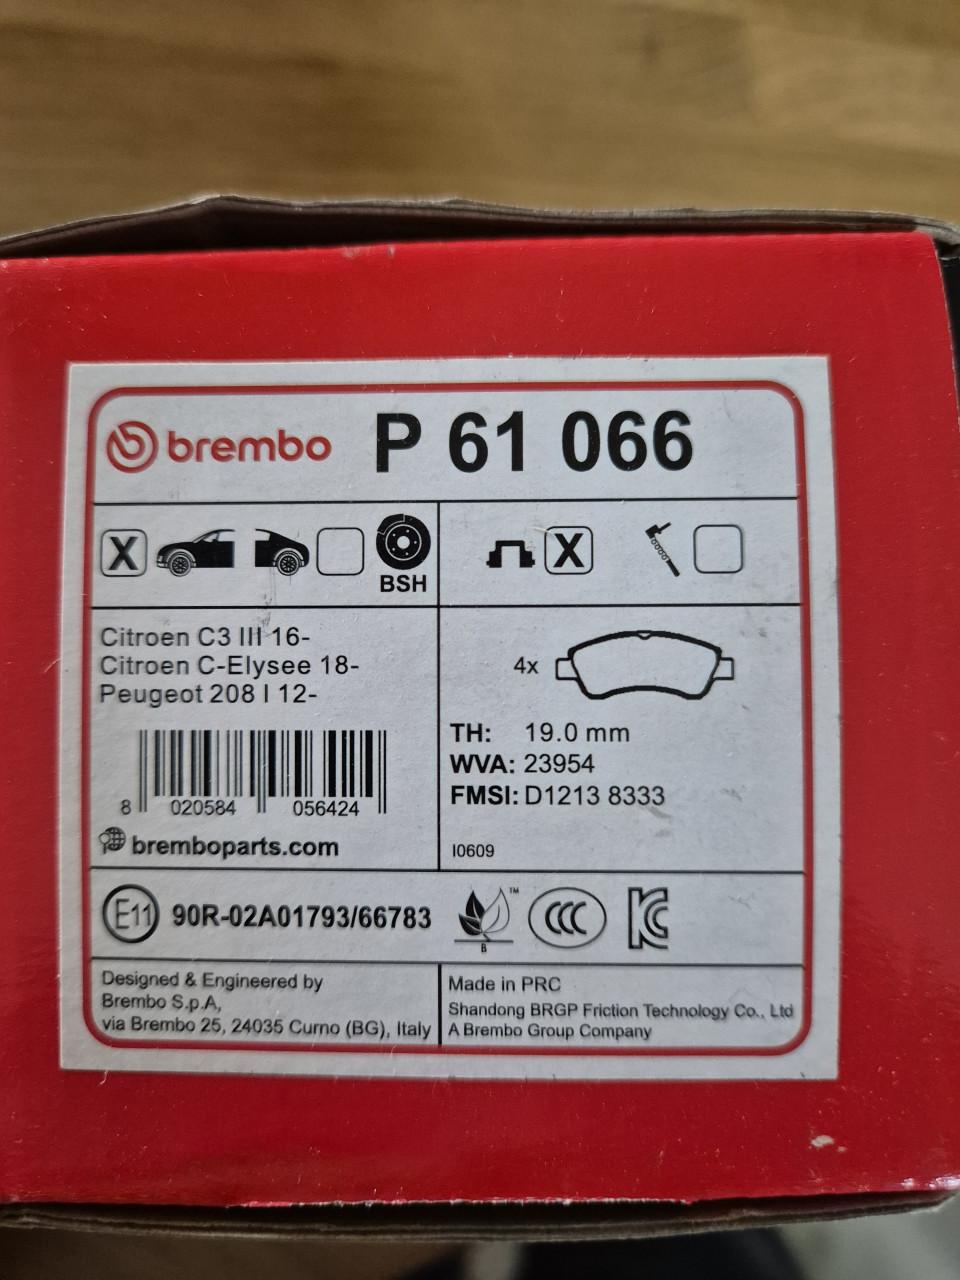 brembo P 61 066
X X
BSH
Citroen C3 III 16-
Citroen C-Elysee 18-
Peugeot 208 I 12-
8 020584 056424
bremboparts.com
4x
TH: 19.0 mm
WVA: 23954
FMSI: D1213 8333
I0609
E11 90R-02A01793/66783
TM
B
CCC
KC
Designed & Engineered by
Brembo S.p.A,
via Brembo 25, 24035 Curno (BG), Italy
Made in PRC
Shandong BRGP Friction Technology Co., Ltd
A Brembo Group Company